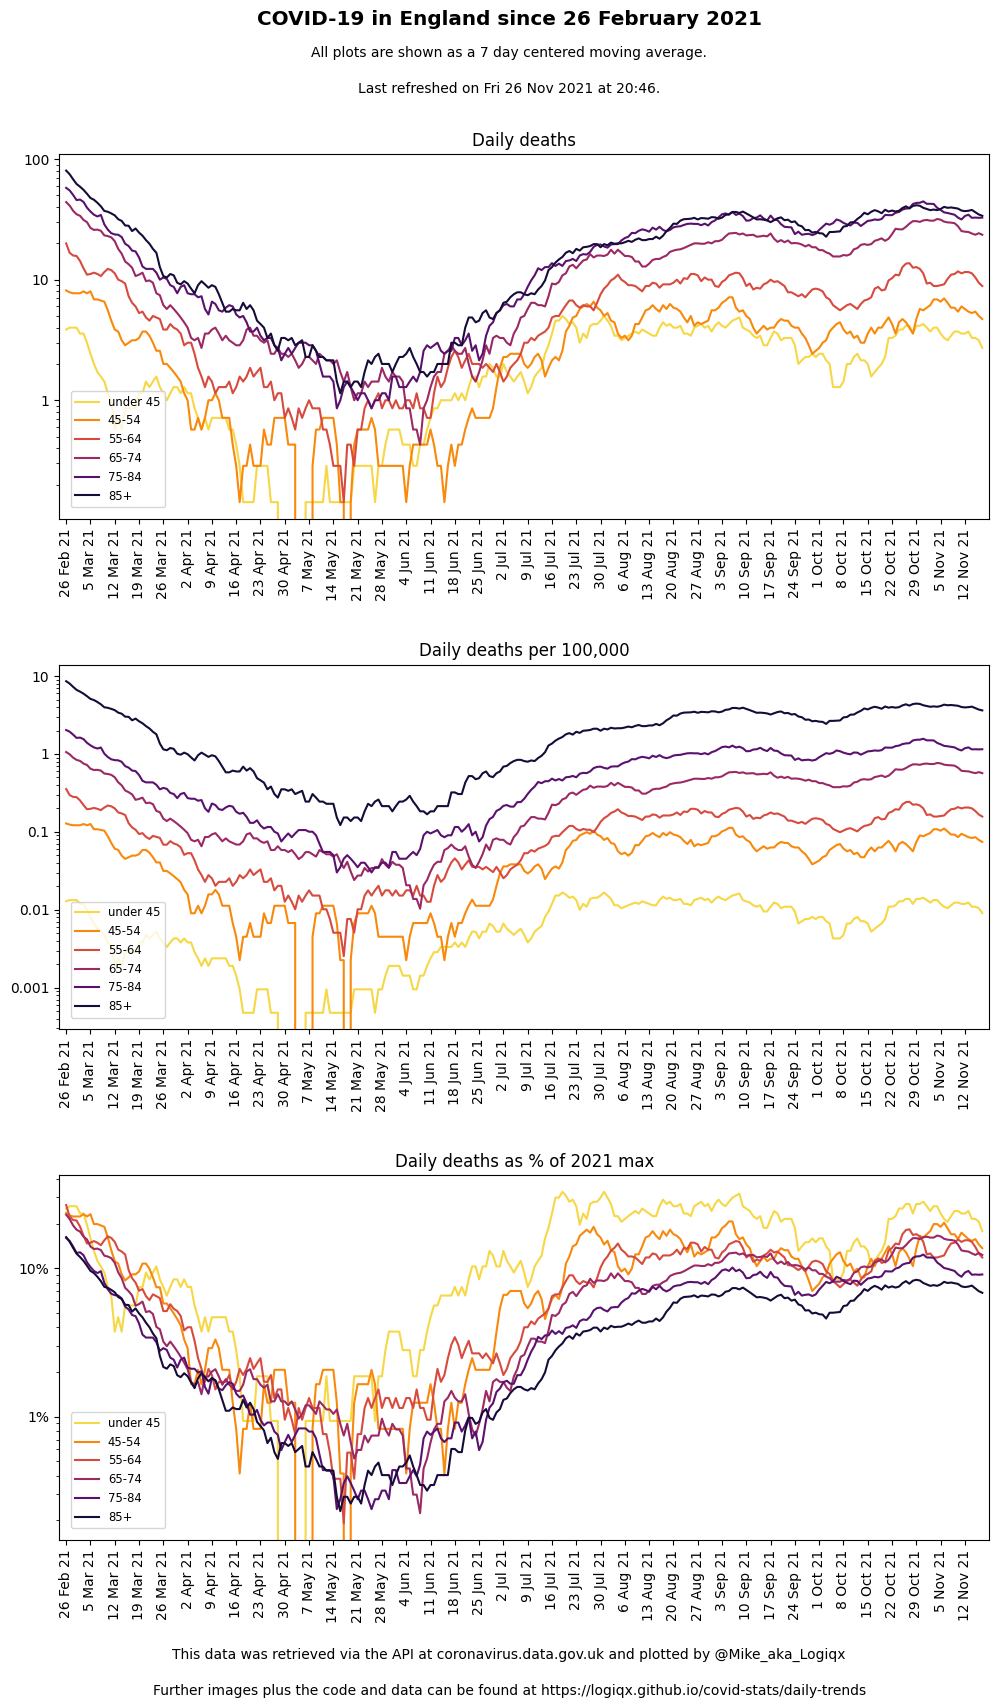 COVID-19 in England since 26 February 2021
All plots are shown as a 7 day centered moving average.
Last refreshed on Fri 26 Nov 2021 at 20:46.
Daily deaths
100
10
1
under 45
45-54
55-64
65-74
75-84
85+
26 Feb 21
5 Mar 21
12 Mar 21
19 Mar 21
26 Mar 21
2 Apr 21
9 Apr 21
16 Apr 21
23 Apr 21
30 Apr 21
7 May 21
14 May 21
21 May 21
28 May 21
4 Jun 21
11 Jun 21
18 Jun 21
25 Jun 21
2 Jul 21
9 Jul 21
16 Jul 21
23 Jul 21
30 Jul 21
6 Aug 21
13 Aug 21
20 Aug 21
27 Aug 21
3 Sep 21
10 Sep 21
17 Sep 21
24 Sep 21
1 Oct 21
8 Oct 21
15 Oct 21
22 Oct 21
29 Oct 21
5 Nov 21
12 Nov 21
Daily deaths per 100,000
10
1
0.1
0.01
0.001
under 45
45-54
55-64
65-74
75-84
85+
26 Feb 21
5 Mar 21
12 Mar 21
19 Mar 21
26 Mar 21
2 Apr 21
9 Apr 21
16 Apr 21
23 Apr 21
30 Apr 21
7 May 21
14 May 21
21 May 21
28 May 21
4 Jun 21
11 Jun 21
18 Jun 21
25 Jun 21
2 Jul 21
9 Jul 21
16 Jul 21
23 Jul 21
30 Jul 21
6 Aug 21
13 Aug 21
20 Aug 21
27 Aug 21
3 Sep 21
10 Sep 21
17 Sep 21
24 Sep 21
1 Oct 21
8 Oct 21
15 Oct 21
22 Oct 21
29 Oct 21
5 Nov 21
12 Nov 21
Daily deaths as % of 2021 max
10%
1%
under 45
45-54
55-64
65-74
75-84
85+
26 Feb 21
5 Mar 21
12 Mar 21
19 Mar 21
26 Mar 21
2 Apr 21
9 Apr 21
16 Apr 21
23 Apr 21
30 Apr 21
7 May 21
14 May 21
21 May 21
28 May 21
4 Jun 21
11 Jun 21
18 Jun 21
25 Jun 21
2 Jul 21
9 Jul 21
16 Jul 21
23 Jul 21
30 Jul 21
6 Aug 21
13 Aug 21
20 Aug 21
27 Aug 21
3 Sep 21
10 Sep 21
17 Sep 21
24 Sep 21
1 Oct 21
8 Oct 21
15 Oct 21
22 Oct 21
29 Oct 21
5 Nov 21
12 Nov 21
This data was retrieved via the API at coronavirus.data.gov.uk and plotted by @Mike_aka_Logiqx
Further images plus the code and data can be found at https://logiqx.github.io/covid-stats/daily-trends